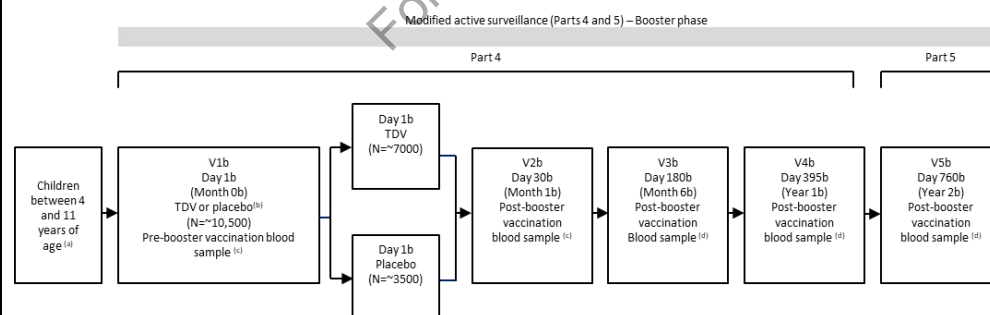 For
Modified active surveillance (Parts 4 and 5) – Booster phase
Part 4
Part 5
Children
between 4
and 11
years of
age (a)
V1b
Day 1b
(Month 0b)
TDV or placebo(b)
(N=~10,500)
Pre-booster vaccination blood
sample (c)
Day 1b
TDV
(N=~7000)
Day 1b
Placebo
(N=~3500)
V2b
Day 30b
(Month 1b)
Post-booster
vaccination
blood sample (c)
V3b
Day 180b
(Month 6b)
Post-booster
vaccination
Blood sample (d)
V4b
Day 395b
(Year 1b)
Post-booster
vaccination
blood sample (d)
V5b
Day 760b
(Year 2b)
Post-booster
vaccination
blood sample (d)